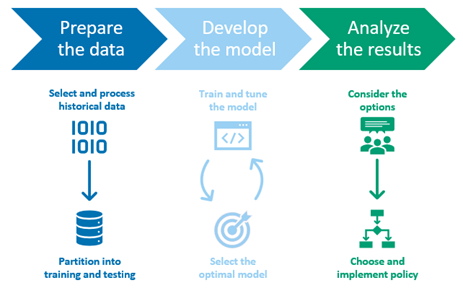 Prepare
the data
Develop
the model
Analyze
the results
Select and process
historical data
1010
1010
Partition into
training and testing
Train and tune
the model
</>
Select the
optimal model
Consider the
options
Choose and
implement policy